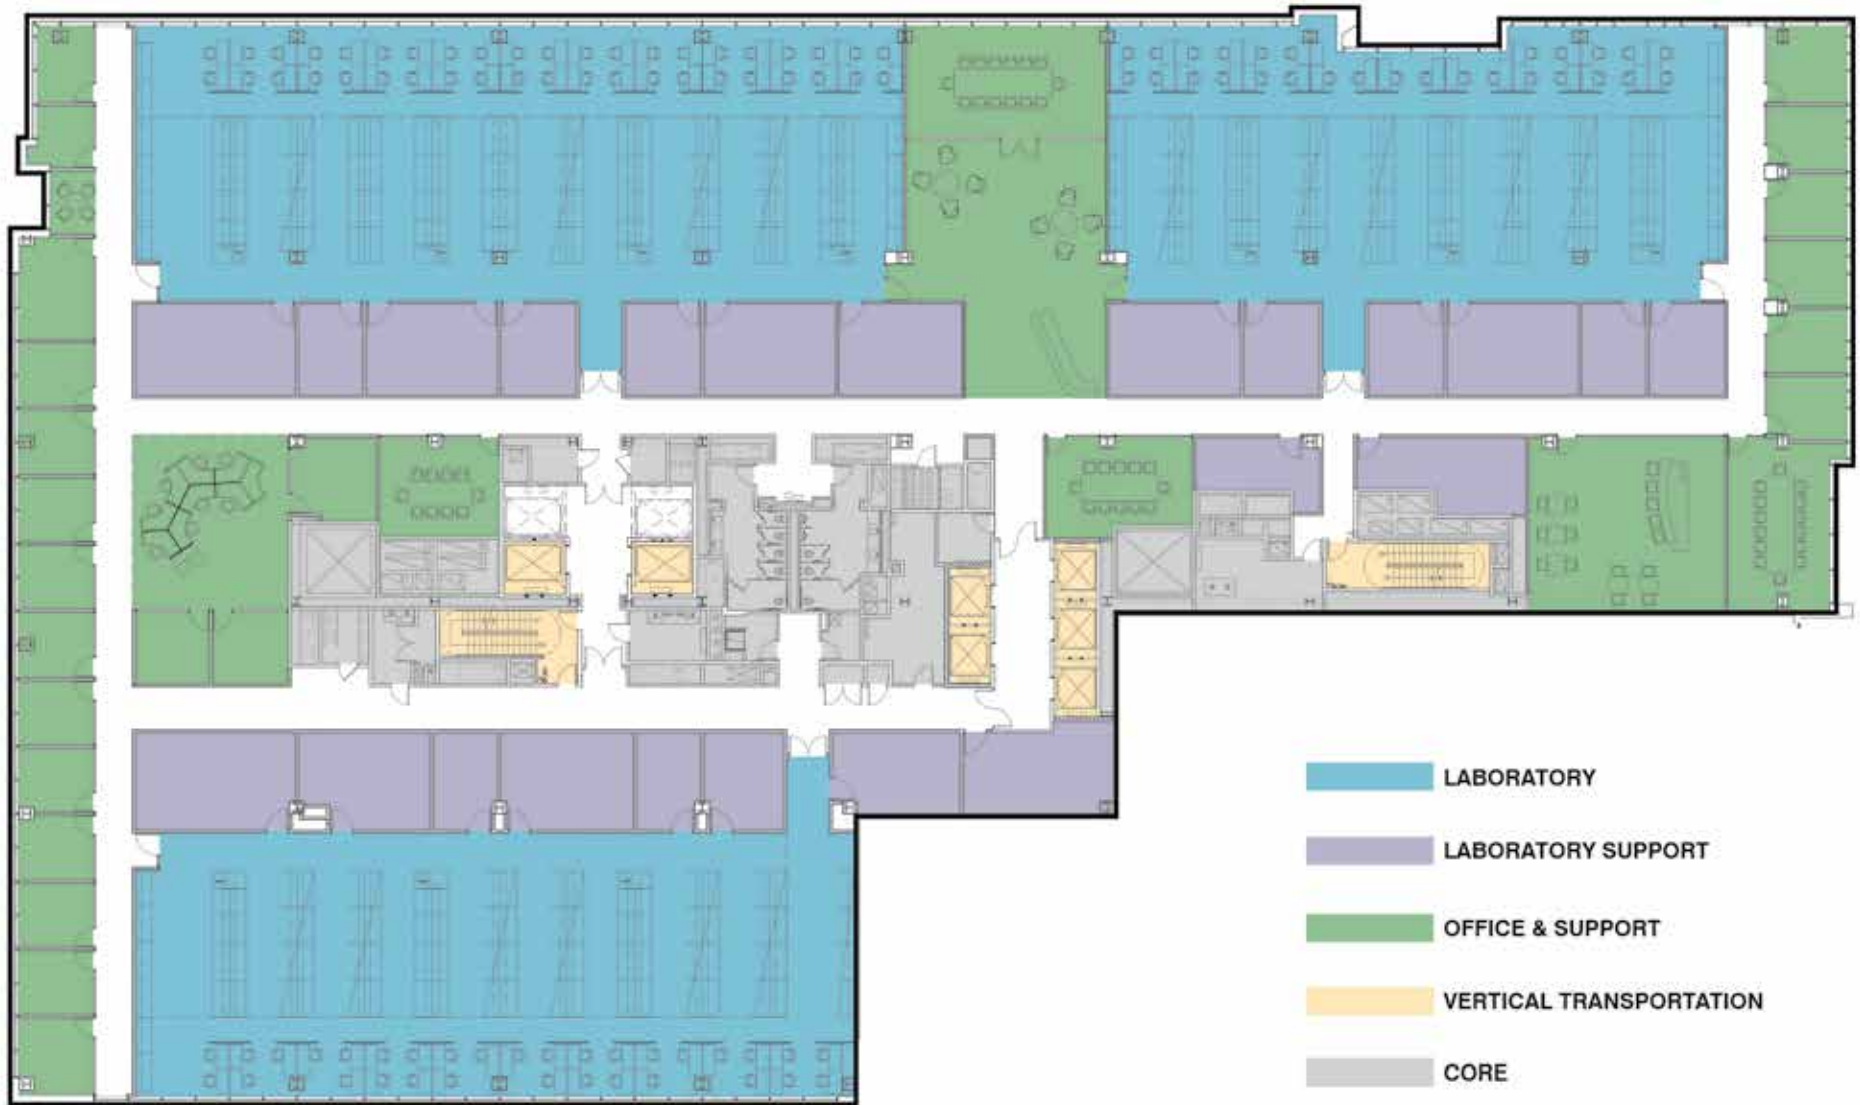 LABORATORY
LABORATORY SUPPORT
OFFICE & SUPPORT
VERTICAL TRANSPORTATION
CORE